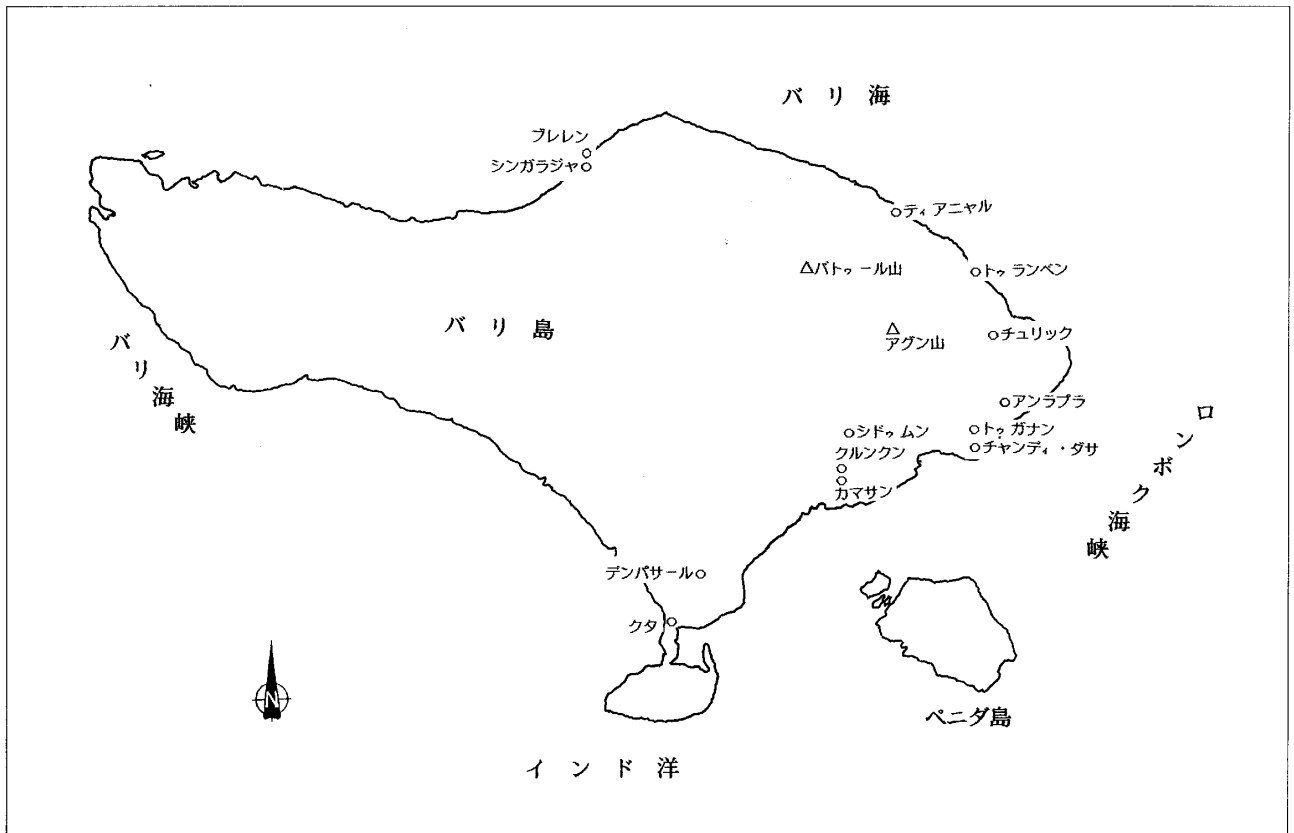 バリ海
ブレレン
シンガラジャ
ティアニャル
バトゥール山
トゥランベン
バリ島
アグン山
チュリック
バリ海峡
アンラプラ
ロンボク海峡
シドゥムン
トゥガナン
クルンクン
チャンディ・ダサ
カマサン
デンパサール
クタ
N
ペニダ島
インド洋